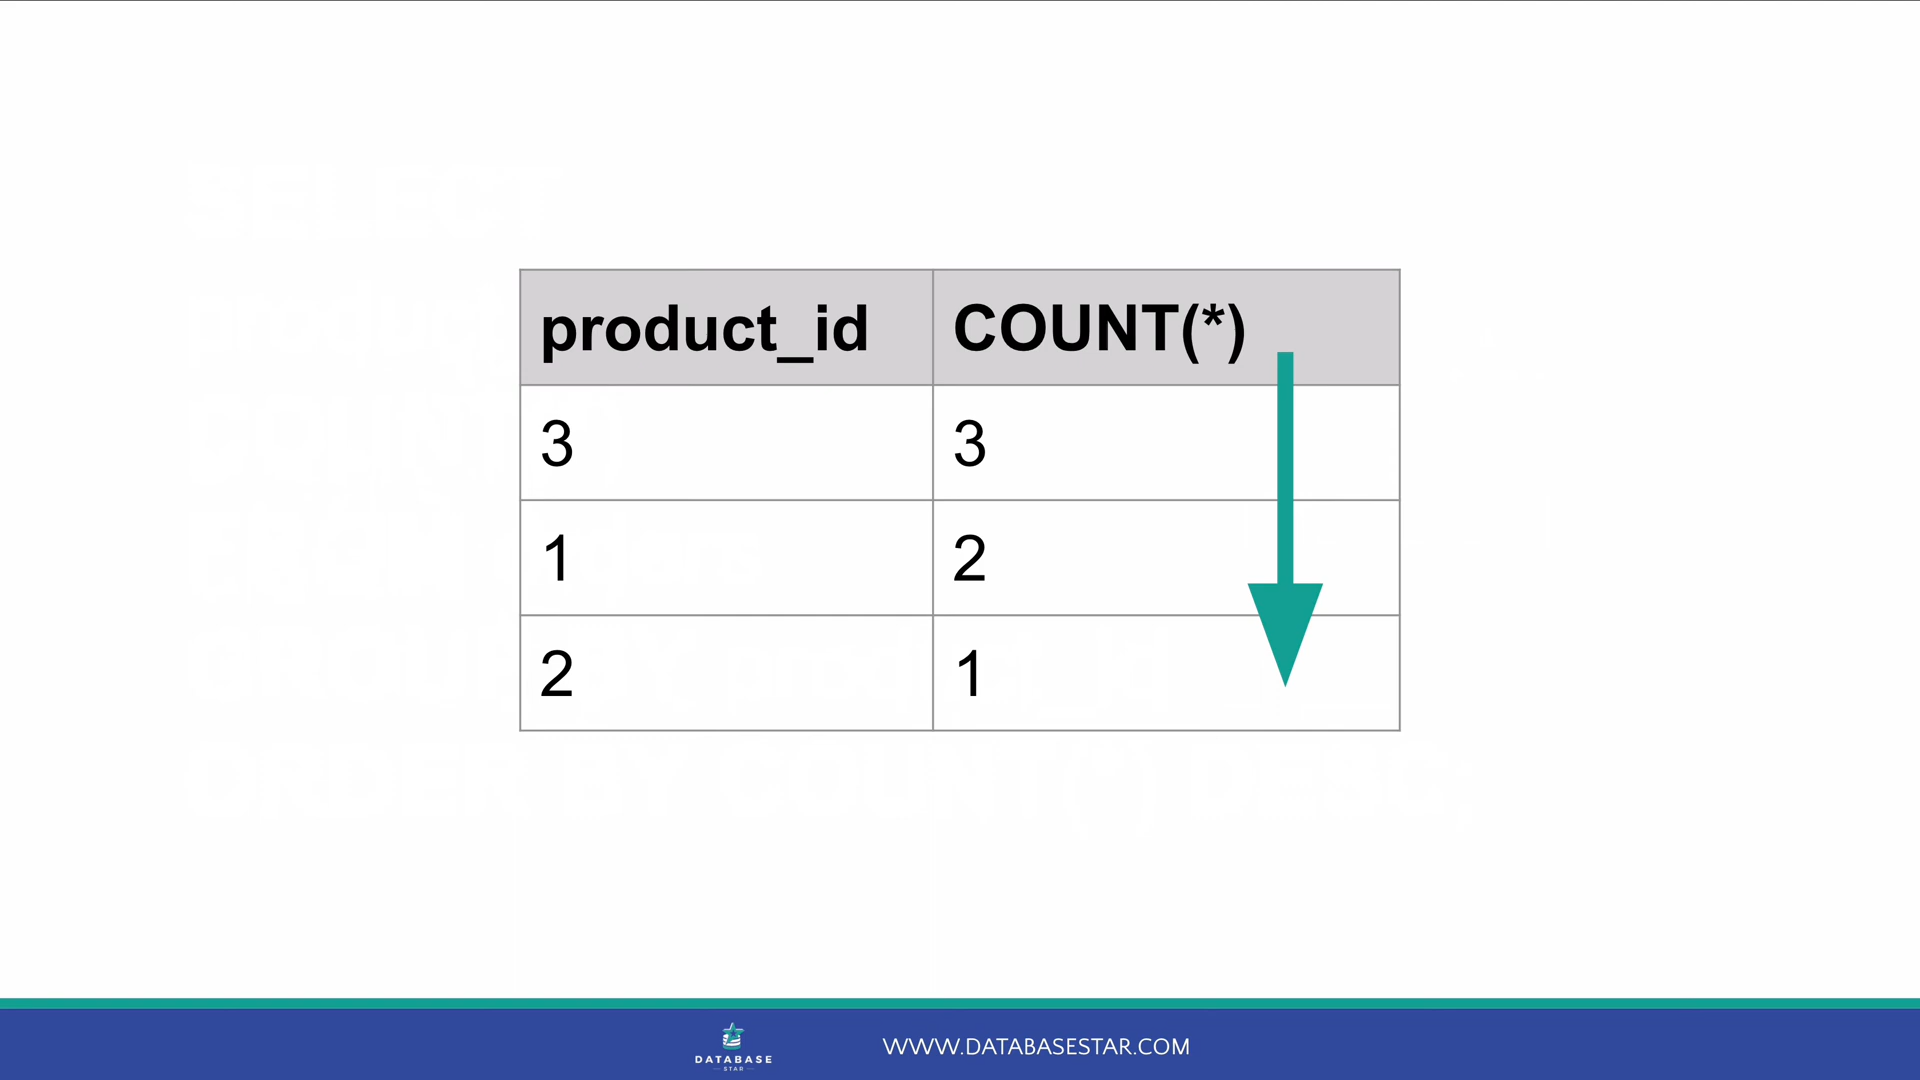 product_id COUNT(*)
3 3
1 2
2 1
DATABASE
STAR
WWW.DATABASESTAR.COM